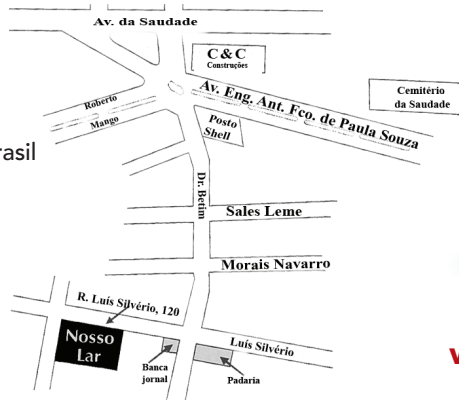 Av. da Saudade
C&C
Construções
Av. Eng. Ant. Fco. de Paula Souza
Cemitério
da Saudade
Roberto
Mango
Posto
Shell
rasil
Dr. Betim
Sales Leme
Morais Navarro
R. Luís Silvério, 120
Nosso
Lar
Luís Silvério
Banca
jornal
Padaria